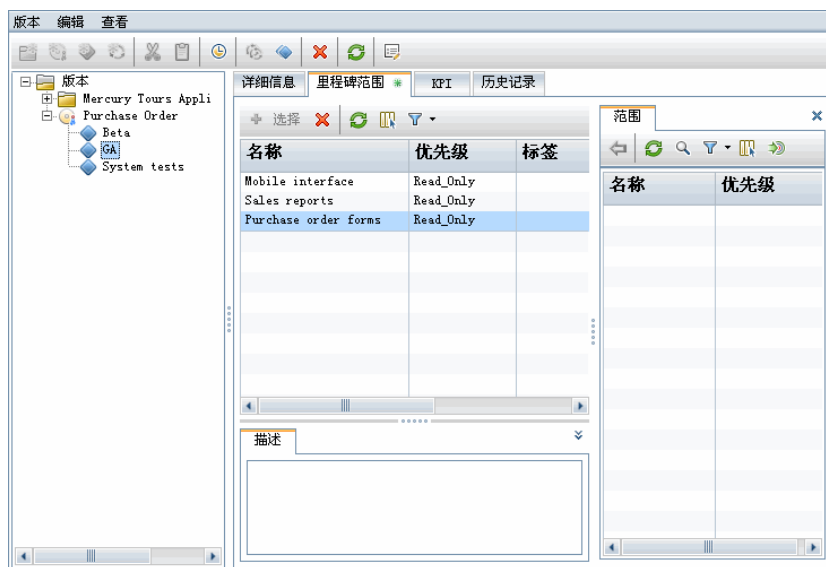 版本 编辑 查看
版本
Mercury Tours Appli
Purchase Order
Beta
GA
System tests
详细信息 里程碑范围 KPI 历史记录
选择
名称 优先级 标签
Mobile interface Read_Only
Sales reports Read_Only
Purchase order forms Read_Only
描述
范围
名称 优先级